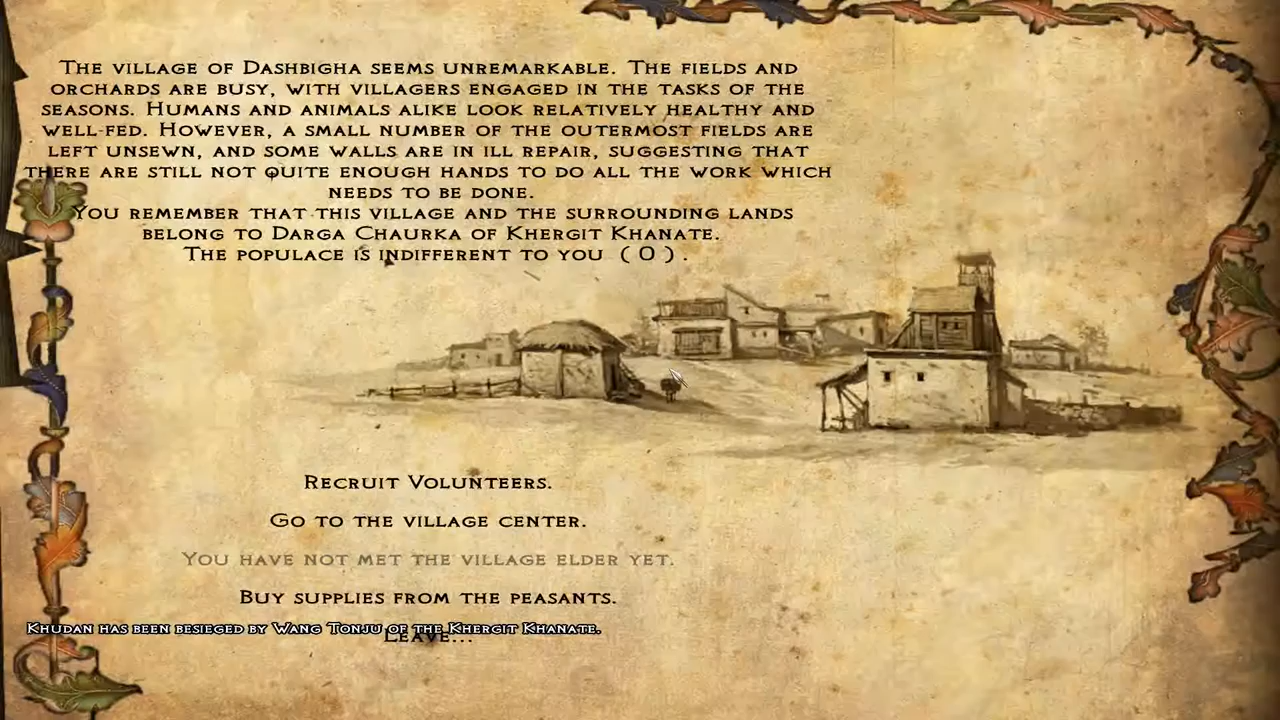 The village of Dashbigha seems unremarkable. The fields and
orchards are busy, with villagers engaged in the tasks of the
seasons. Humans and animals alike look relatively healthy and
well-fed. However, a small number of the outermost fields are
left unsewn, and some walls are in ill repair, suggesting that
there are still not quite enough hands to do all the work which
needs to be done.
You remember that this village and the surrounding lands
belong to Darga Chaurka of Khergit Khanate.
The populace is indifferent to you ( 0 ) .
Recruit Volunteers.
Go to the village center.
You have not met the village elder yet.
Buy supplies from the peasants.
Khudan has been besieged by Wang Tonju of the Khergit Khanate.
Leave...